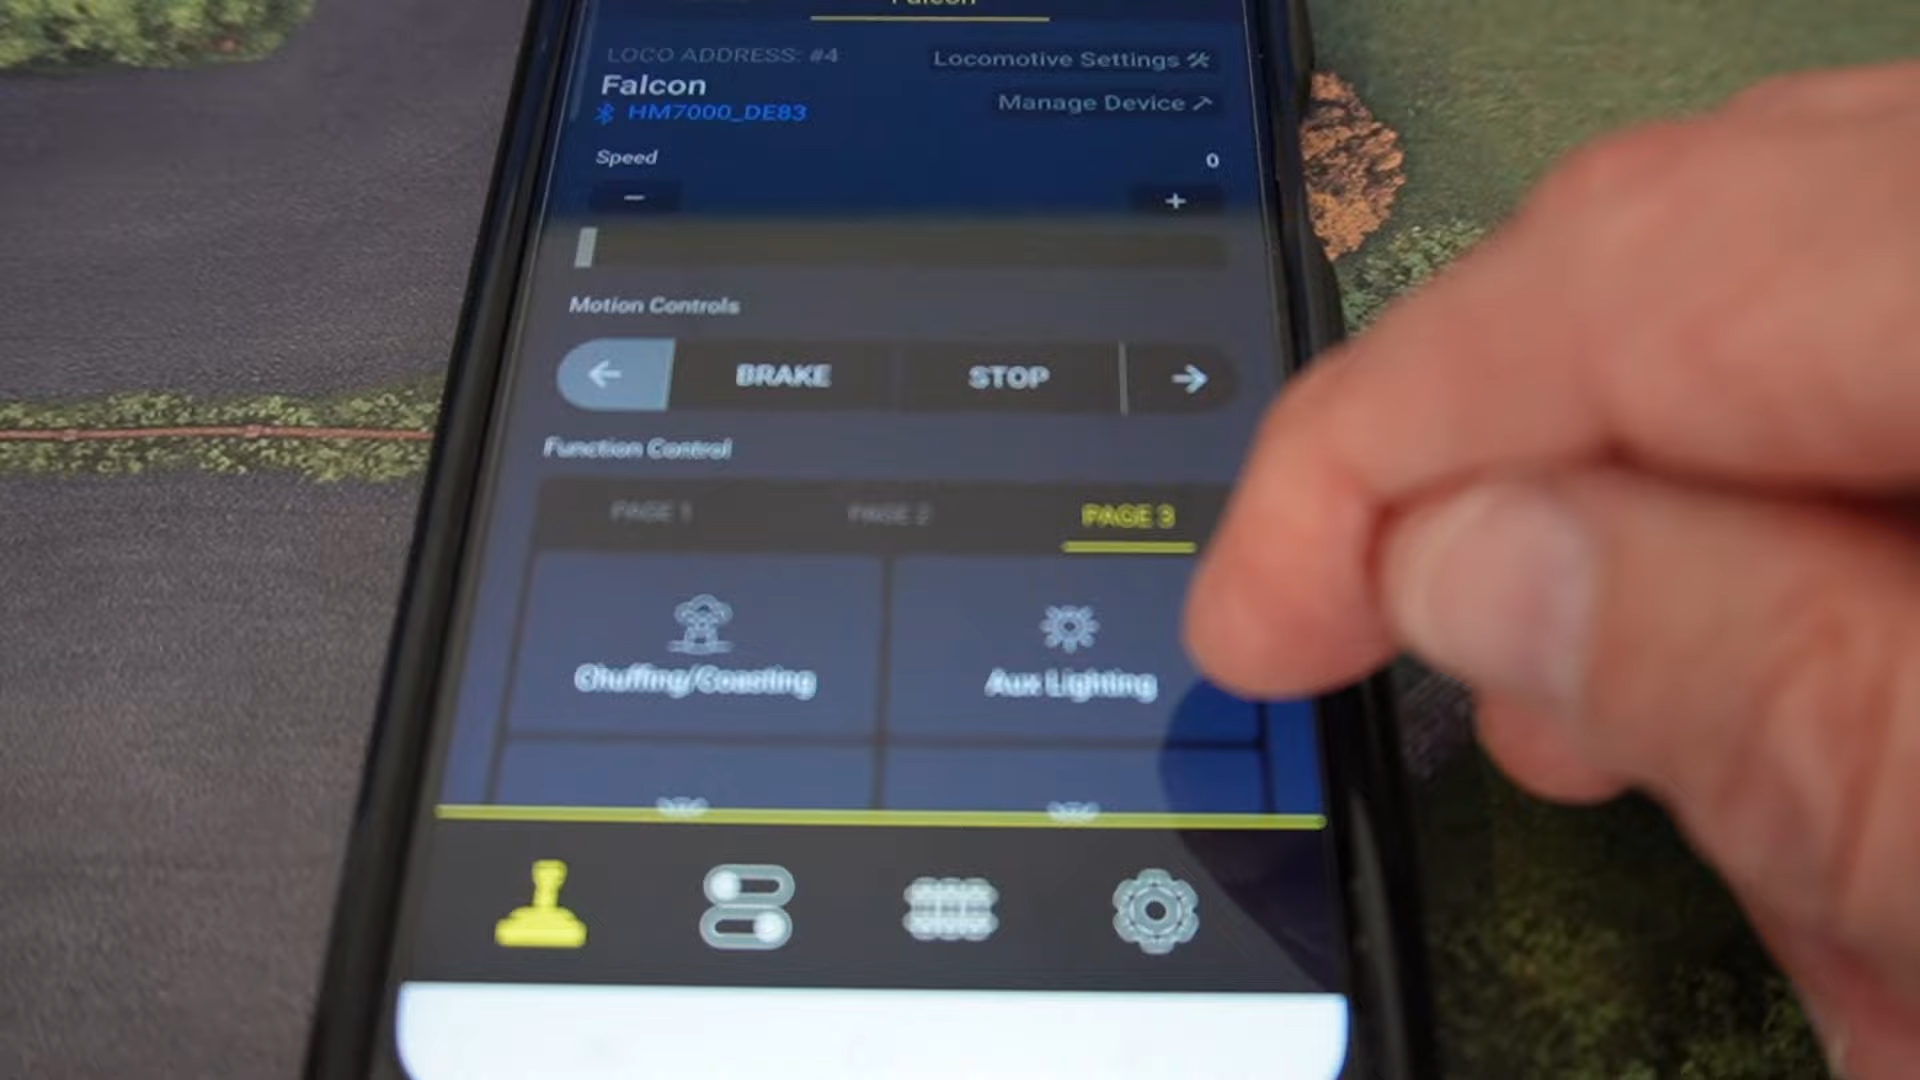 Falcon
LOCO ADDRESS: #4
Locomotive Settings
Falcon
HM7000_DE83
Manage Device
Speed
0
−
+
Motion Controls
← BRAKE STOP →
Function Control
PAGE 1 PAGE 2 PAGE 3
Chuffing/Coasting
Aux Lighting